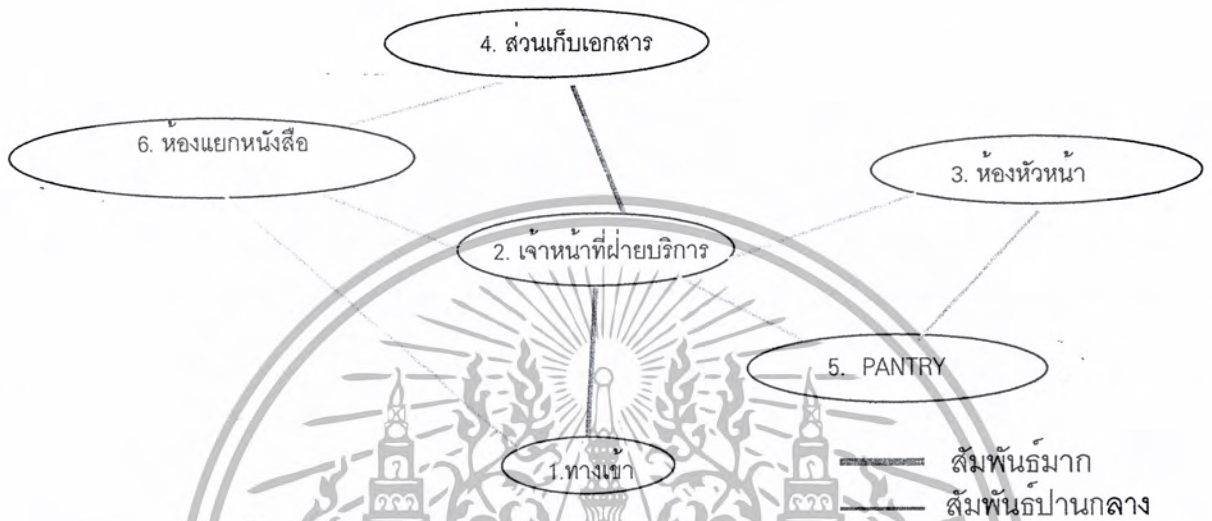 4. ส่วนเก็บเอกสาร
6. ห้องแยกหนังสือ
3. ห้องหัวหน้า
2. เจ้าหน้าที่ฝ่ายบริการ
5. PANTRY
1.ทางเข้า
สัมพันธ์มาก
สัมพันธ์ปานกลาง